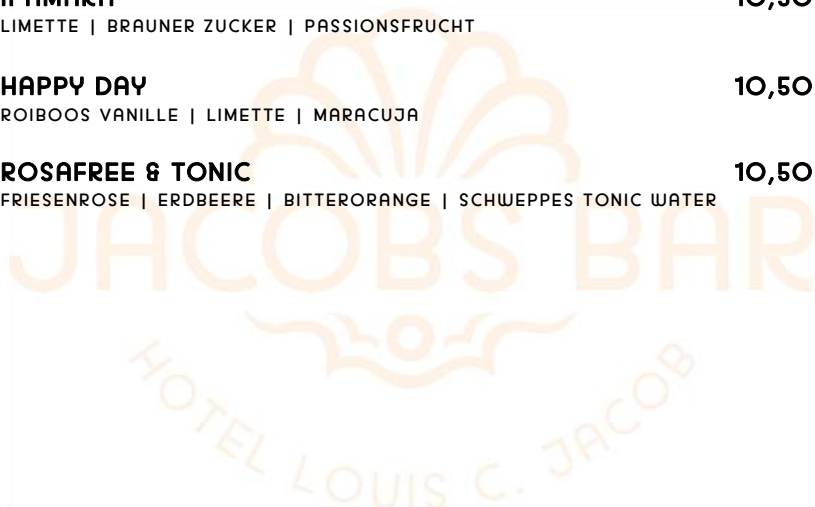 LIMETTE | BRAUNER ZUCKER | PASSIONSFRUCHT
HAPPY DAY 10,50
ROIBOOS VANILLE | LIMETTE | MARACUJA
ROSAFREE & TONIC 10,50
FRIESENROSE | ERDBEERE | BITTERORANGE | SCHWEPPES TONIC WATER
JACOBS BAR
HOTEL LOUIS C. JACOB